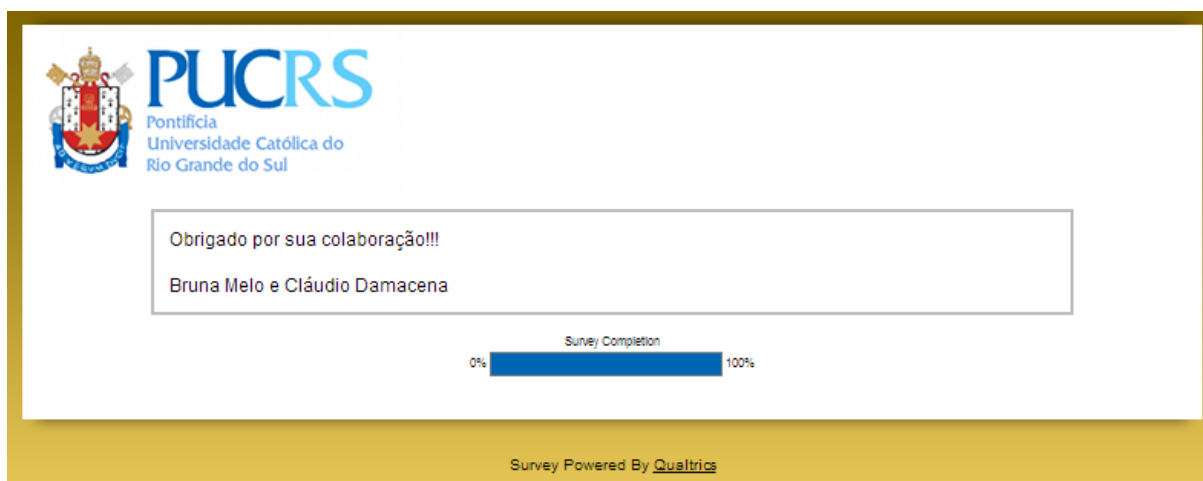 PUCRS
Pontifícia
Universidade Católica do
Rio Grande do Sul
Obrigado por sua colaboração!!!
Bruna Melo e Cláudio Damacena
Survey Completion
0% 100%
Survey Powered By Qualtrics